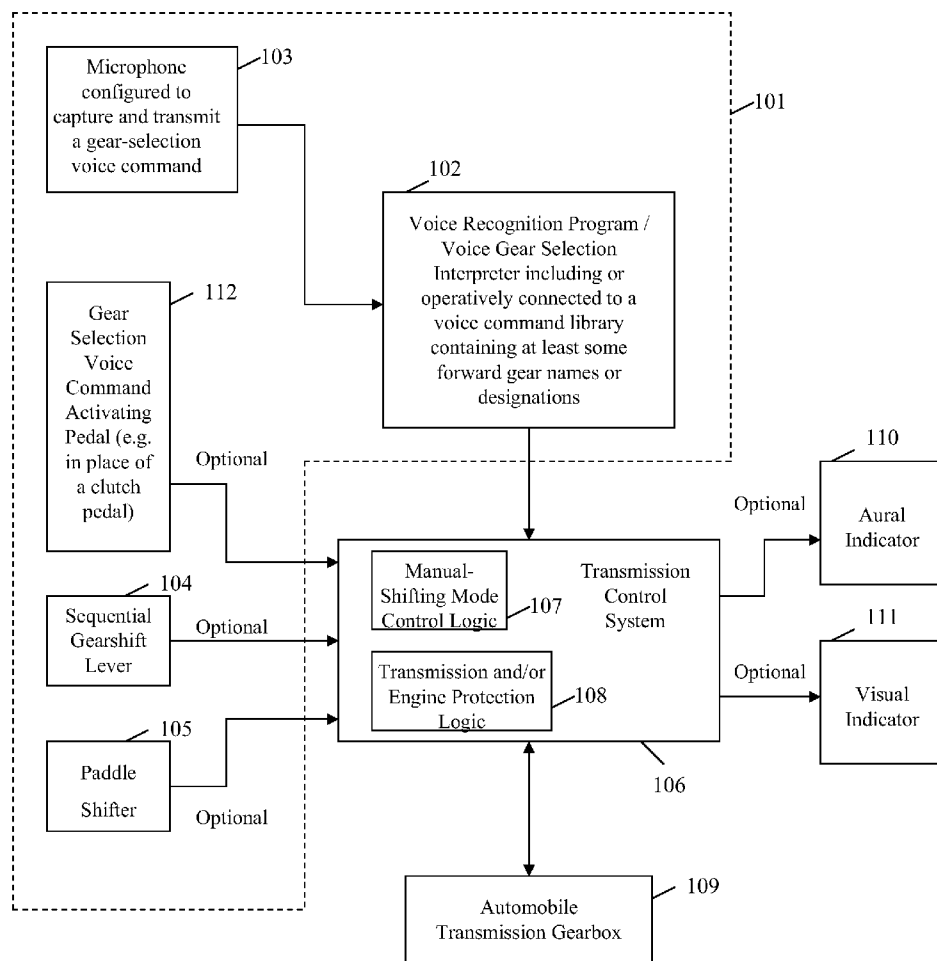 103
Microphone
configured to
capture and transmit
a gear-selection
voice command
101
102
Voice Recognition Program /
Voice Gear Selection
Interpreter including or
operatively connected to a
voice command library
containing at least some
forward gear names or
designations
112
Gear
Selection
Voice
Command
Activating
Pedal (e.g.
in place of
a clutch
pedal)
Optional
104
Sequential
Gearshift
Lever
Optional
105
Paddle
Shifter
Optional
Manual-
Shifting Mode
Control Logic
107
Transmission
Control
System
Transmission and/or
Engine Protection
Logic
108
106
110
Optional
Aural
Indicator
111
Optional
Visual
Indicator
109
Automobile
Transmission Gearbox